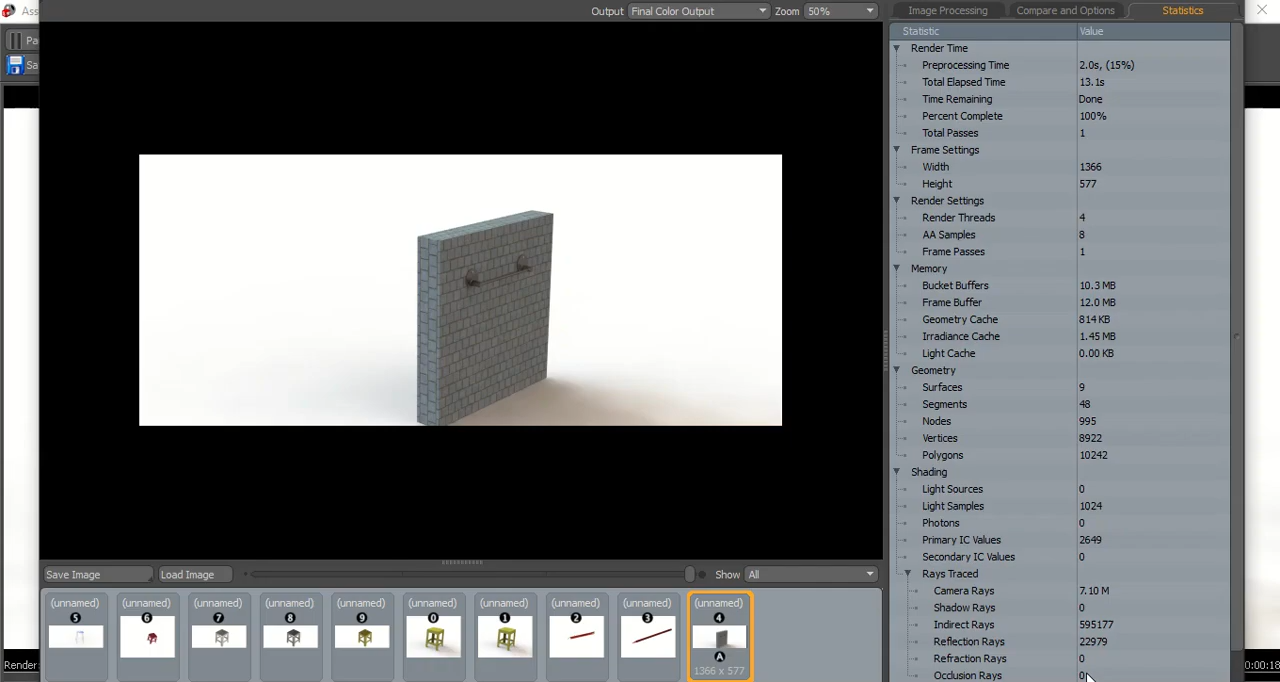 Ass
Output Final Color Output Zoom 50%
Image Processing Compare and Options Statistics
Pa
Sa
Statistic Value
Render Time
Preprocessing Time 2.0s, (15%)
Total Elapsed Time 13.1s
Time Remaining Done
Percent Complete 100%
Total Passes 1
Frame Settings
Width 1366
Height 577
Render Settings
Render Threads 4
AA Samples 8
Frame Passes 1
Memory
Bucket Buffers 10.3 MB
Frame Buffer 12.0 MB
Geometry Cache 814 KB
Irradiance Cache 1.45 MB
Light Cache 0.00 KB
Geometry
Surfaces 9
Segments 48
Nodes 995
Vertices 8922
Polygons 10242
Shading
Light Sources 0
Light Samples 1024
Photons 0
Primary IC Values 2649
Secondary IC Values 0
Rays Traced
Camera Rays 7.10 M
Shadow Rays 0
Indirect Rays 595177
Reflection Rays 22979
Refraction Rays 0
Occlusion Rays 0
Save Image Load Image Show All
(unnamed) (unnamed) (unnamed) (unnamed) (unnamed) (unnamed) (unnamed) (unnamed) (unnamed) (unnamed)
5 6 7 8 9 0 1 2 3 4
A
1366 x 577
Render: 0:00:18